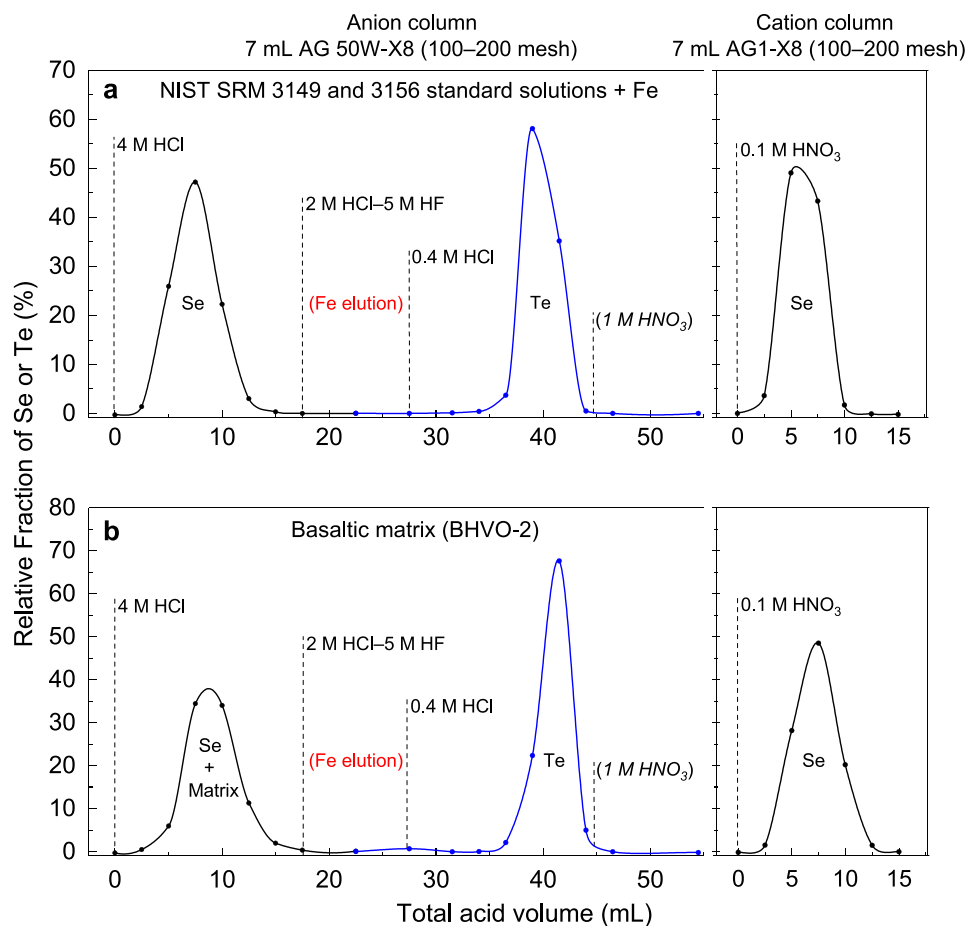 Anion column
7 mL AG 50W-X8 (100–200 mesh)
Cation column
7 mL AG1-X8 (100–200 mesh)
Relative Fraction of Se or Te (%)
70
60
50
40
30
20
10
0
a NIST SRM 3149 and 3156 standard solutions + Fe
4 M HCl
2 M HCl–5 M HF
0.4 M HCl
(Fe elution)
(1 M HNO₃)
Se
Te
0 10 20 30 40 50
0.1 M HNO₃
Se
0 5 10 15
80
70
60
50
40
30
20
10
0
b Basaltic matrix (BHVO-2)
4 M HCl
2 M HCl–5 M HF
0.4 M HCl
(Fe elution)
(1 M HNO₃)
Se
+
Matrix
Te
0 10 20 30 40 50
0.1 M HNO₃
Se
0 5 10 15
Total acid volume (mL)